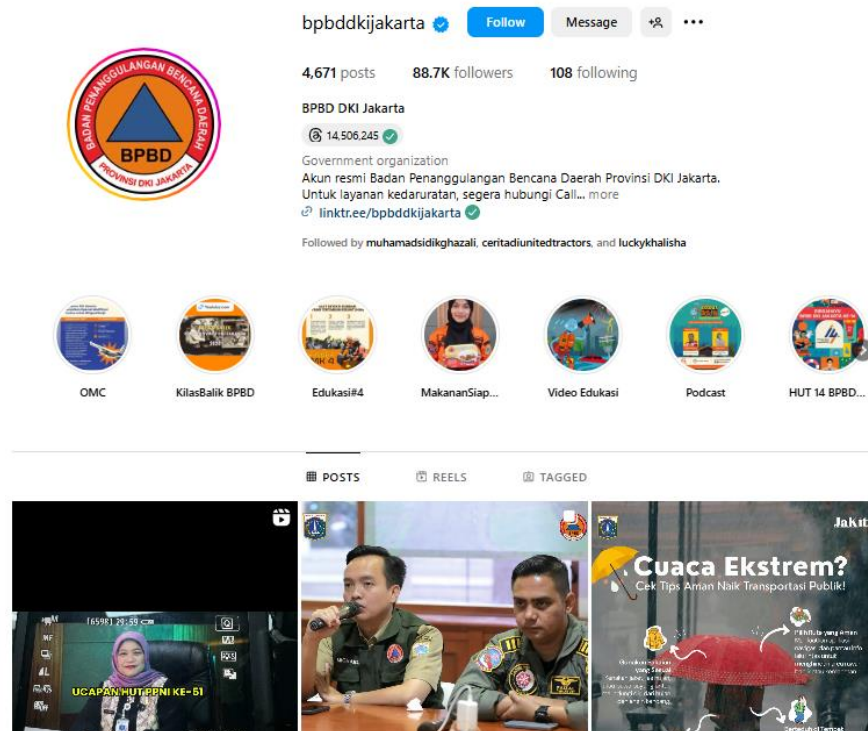 bpbddkijakarta
Follow
Message
4,671 posts
88.7K followers
108 following
BADAN PENANGGULANGAN BENCANA DAERAH
BPBD
PROVINSI DKI JAKARTA
BPBD DKI Jakarta
14,506,245
Government organization
Akun resmi Badan Penanggulangan Bencana Daerah Provinsi DKI Jakarta.
Untuk layanan kedaruratan, segera hubungi Call... more
linktr.ee/bpbddkijakarta
Followed by muhamadsidikghazali, ceritadiunitedtractors, and luckykhalisha
OMC
KilasBalik BPBD
Edukasi#4
MakananSiap...
Video Edukasi
Podcast
HUT 14 BPBD...
POSTS
REELS
TAGGED
[6598] 29:59
MF
UCAPAN HUT PPNI KE-51
Cuaca Ekstrem?
Cek Tips Aman Naik Transportasi Publik!